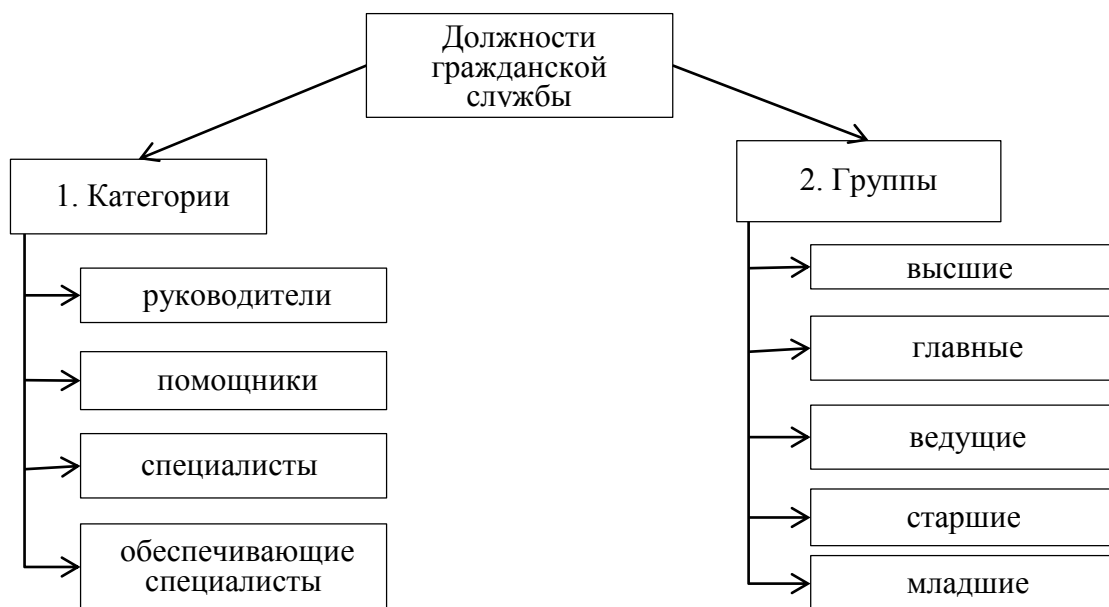 Должности
гражданской
службы
1. Категории
руководители
помощники
специалисты
обеспечивающие
специалисты
2. Группы
высшие
главные
ведущие
старшие
младшие